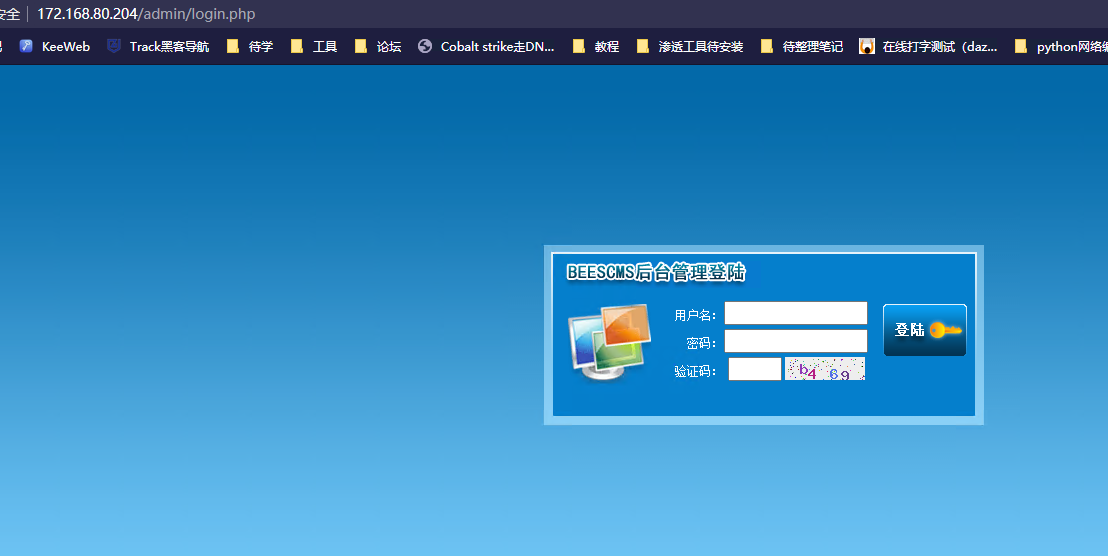 安全 172.168.80.204/admin/login.php
KeeWeb Track黑客导航 待学 工具 论坛 Cobalt strike走DN... 教程 渗透工具待安装 待整理笔记 在线打字测试（daz... python网络编
BEESCMS后台管理登陆
用户名：
登陆
密码：
验证码： b4 69